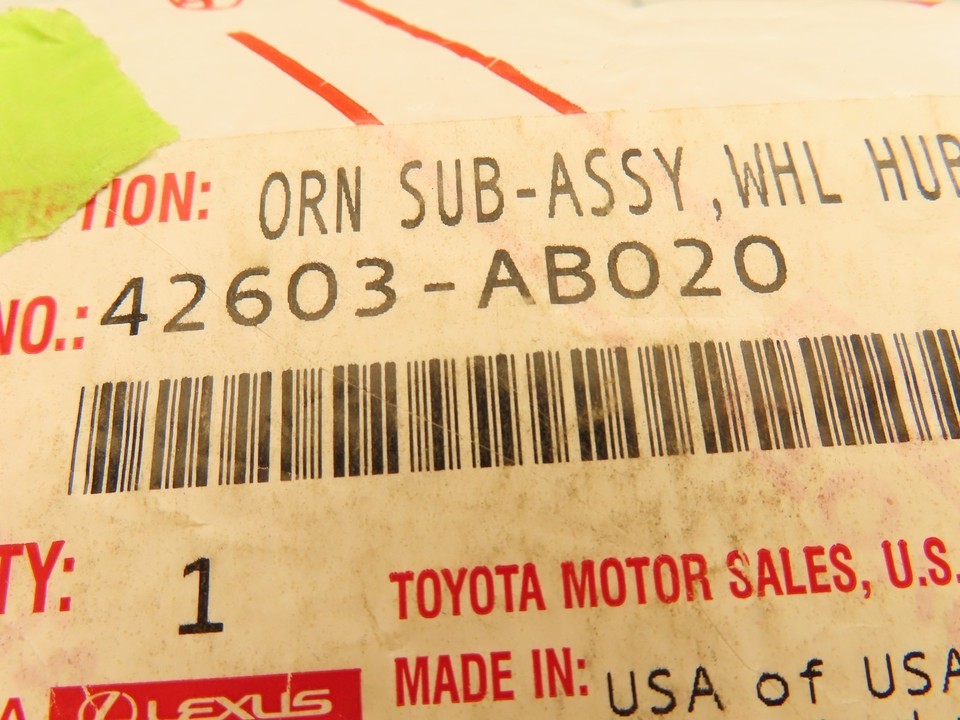 TION: ORN SUB-ASSY,WHL HUB
NO.: 42603-AB020
TY: 1
TOYOTA MOTOR SALES, U.S.
MADE IN: USA of USA
A LEXUS